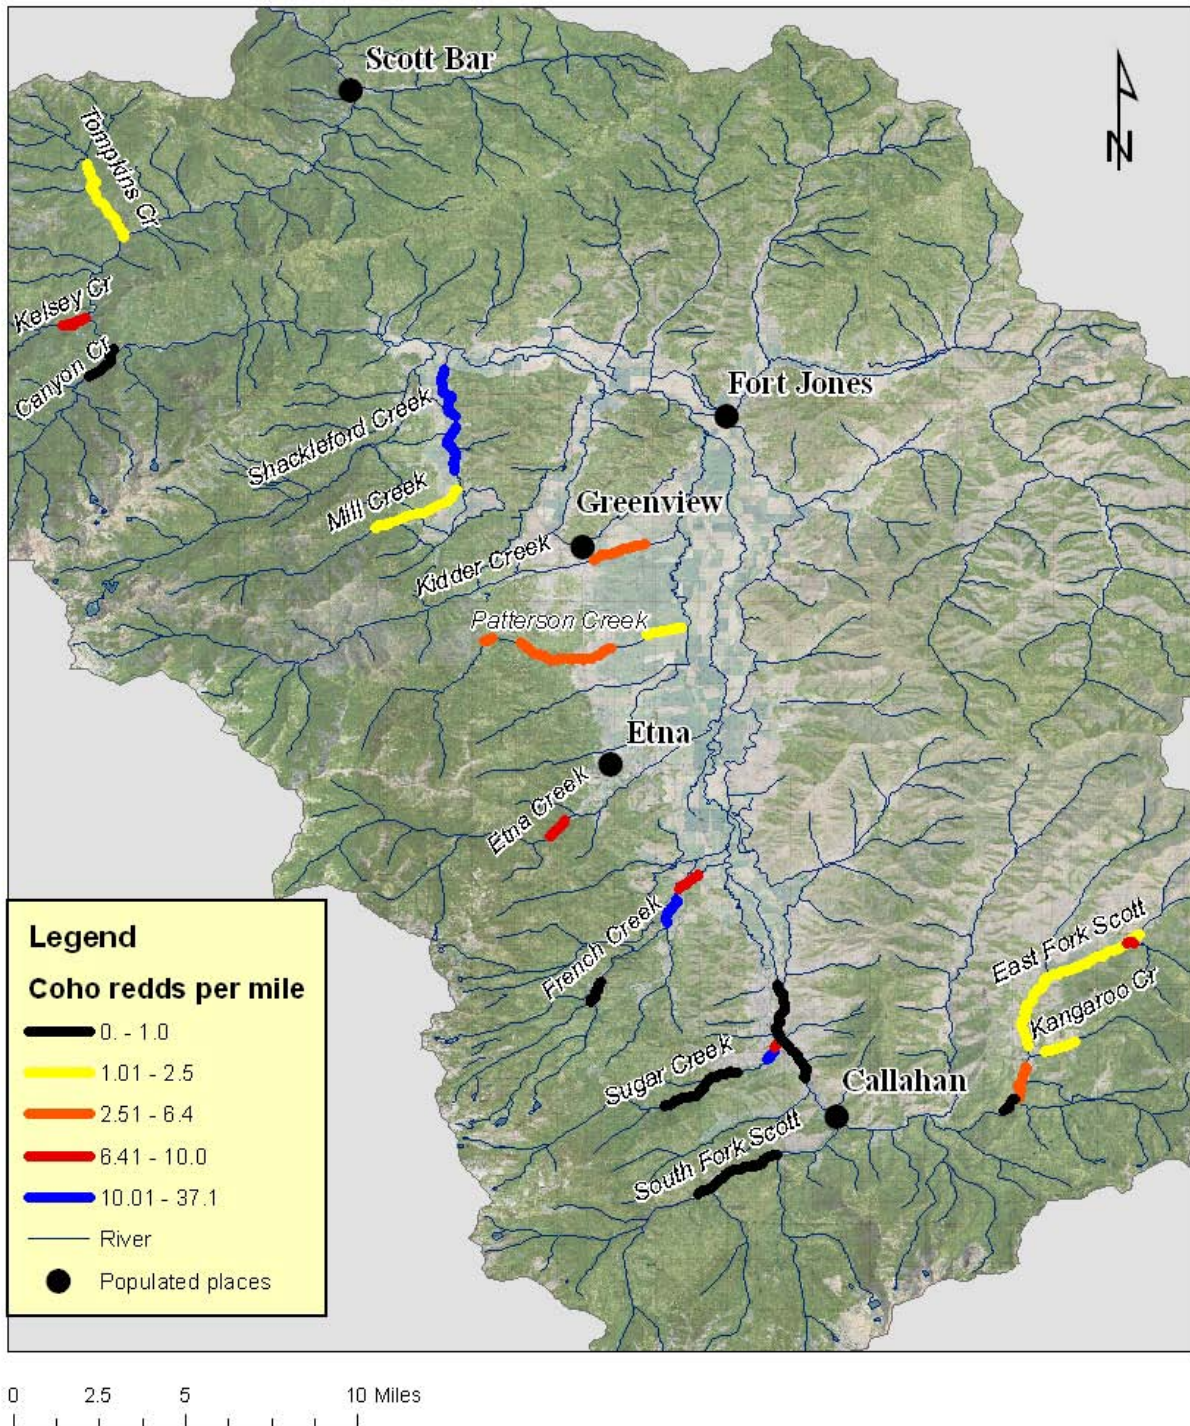 Scott Bar
Tompkins Cr
N
Kelsey Cr
Canyon Cr
Fort Jones
Shackleford Creek
Mill Creek
Greenview
Kidder Creek
Patterson Creek
Etna
Etna Creek
French Creek
East Fork Scott
Kangaroo Cr
Sugar Creek
Callahan
South Fork Scott
Legend
Coho redds per mile
0. - 1.0
1.01 - 2.5
2.51 - 6.4
6.41 - 10.0
10.01 - 37.1
River
Populated places
0 2.5 5 10 Miles